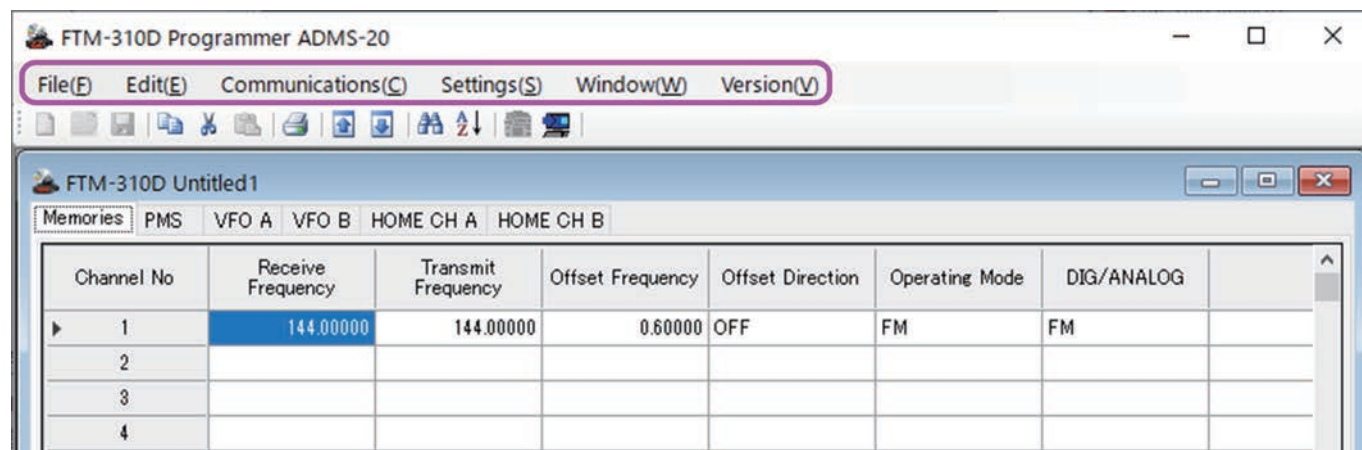 FTM-310D Programmer ADMS-20
File(F) Edit(E) Communications(C) Settings(S) Window(W) Version(V)
FTM-310D Untitled1
Memories PMS VFO A VFO B HOME CH A HOME CH B
Channel No Receive Frequency Transmit Frequency Offset Frequency Offset Direction Operating Mode DIG/ANALOG
1 144.00000 144.00000 0.60000 OFF FM FM
2
3
4